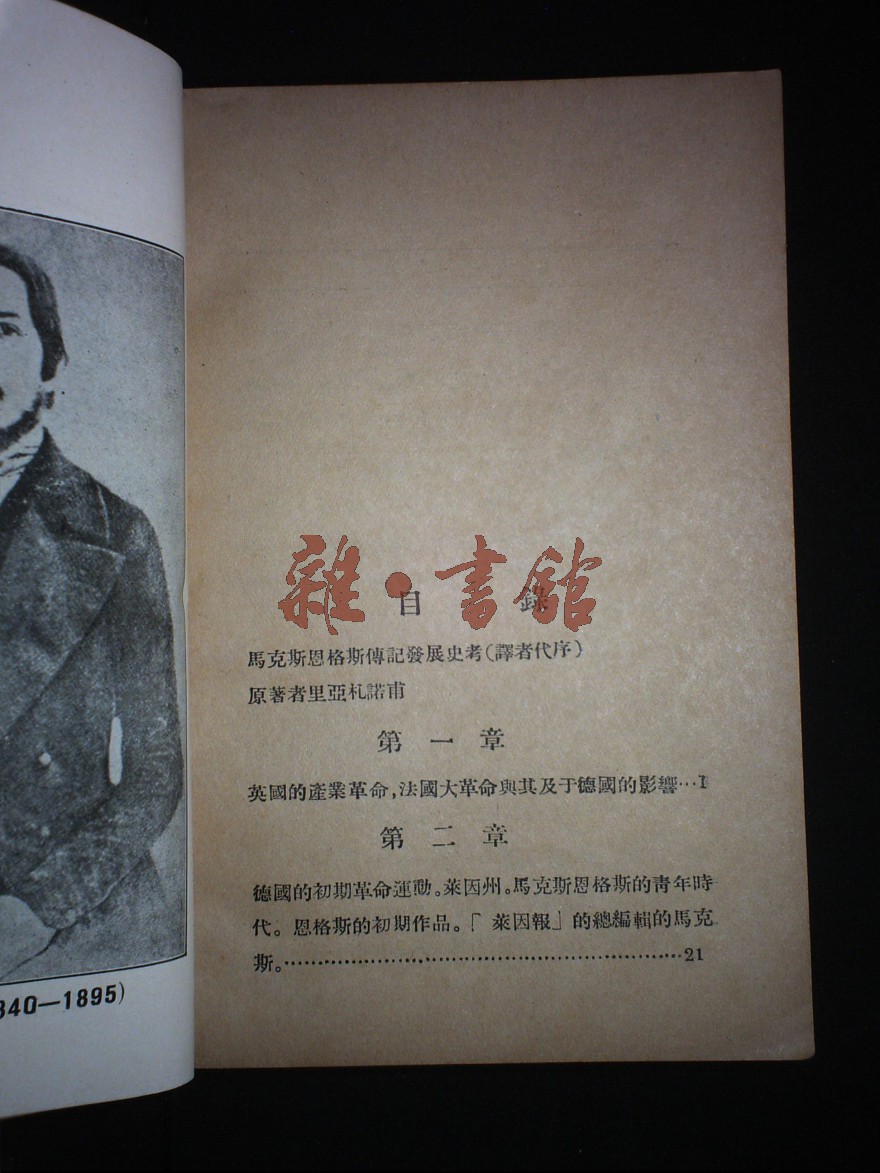 840—1895)
雜·書館
目 錄
馬克斯恩格斯傳記發展史考(譯者代序)
原著者里亞札諾甫
第一章
英國的產業革命,法國大革命與其及于德國的影響…1
第二章
德國的初期革命運動。萊因州。馬克斯恩格斯的靑年時
代。恩格斯的初期作品。「萊因報」的總編輯的馬克
斯。…………………………………………………21